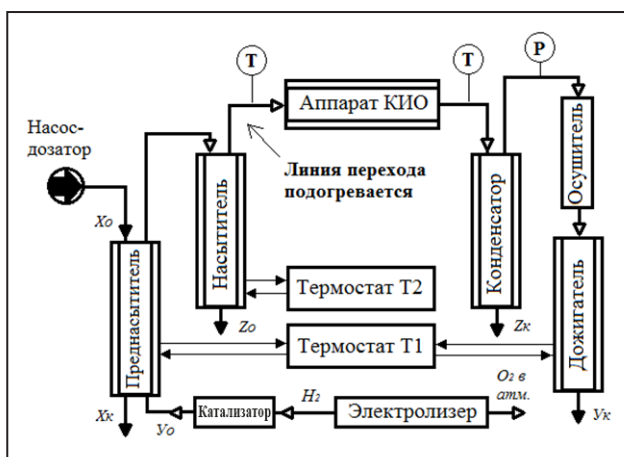 T
T
P
Аппарат КИО
Насос-
дозатор
Линия перехода
подогревается
Осушитель
Xo
Насытитель
Конденсатор
Преднасытитель
Термостат Т2
Дожигатель
Zo
Zк
Термостат Т1
Xк
Yo
Катализатор
H2
Электролизер
O2 в
атм.
Yк